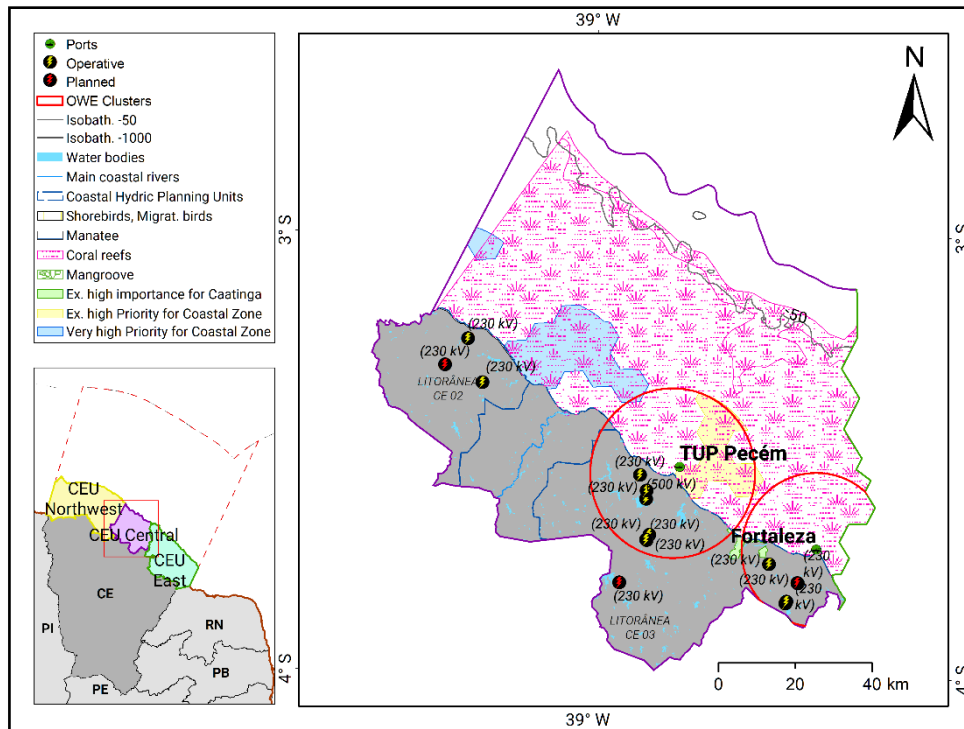 39° W
Ports
Operative
Planned
OWE Clusters
Isobath. -50
Isobath. -1000
Water bodies
Main coastal rivers
Coastal Hydric Planning Units
Shorebirds, Migrat. birds
Manatee
Coral reefs
Mangroove
Ex. high importance for Caatinga
Ex. high Priority for Coastal Zone
Very high Priority for Coastal Zone
N
3° S
3° S
-50
(230 kV)
(230 kV)
(230 kV)
LITORÂNEA
CE 02
TUP Pecém
(230 kV)
(230 kV)
(500 kV)
(230 kV)
(230 kV)
(230 kV)
Fortaleza
(230 kV)
(230 kV)
(230
kV)
(230
kV)
(230 kV)
LITORÂNEA
CE 03
CEU
Northwest
CEU Central
CEU
East
CE
PI
RN
PB
PE
4° S
4° S
0 20 40 km
39° W